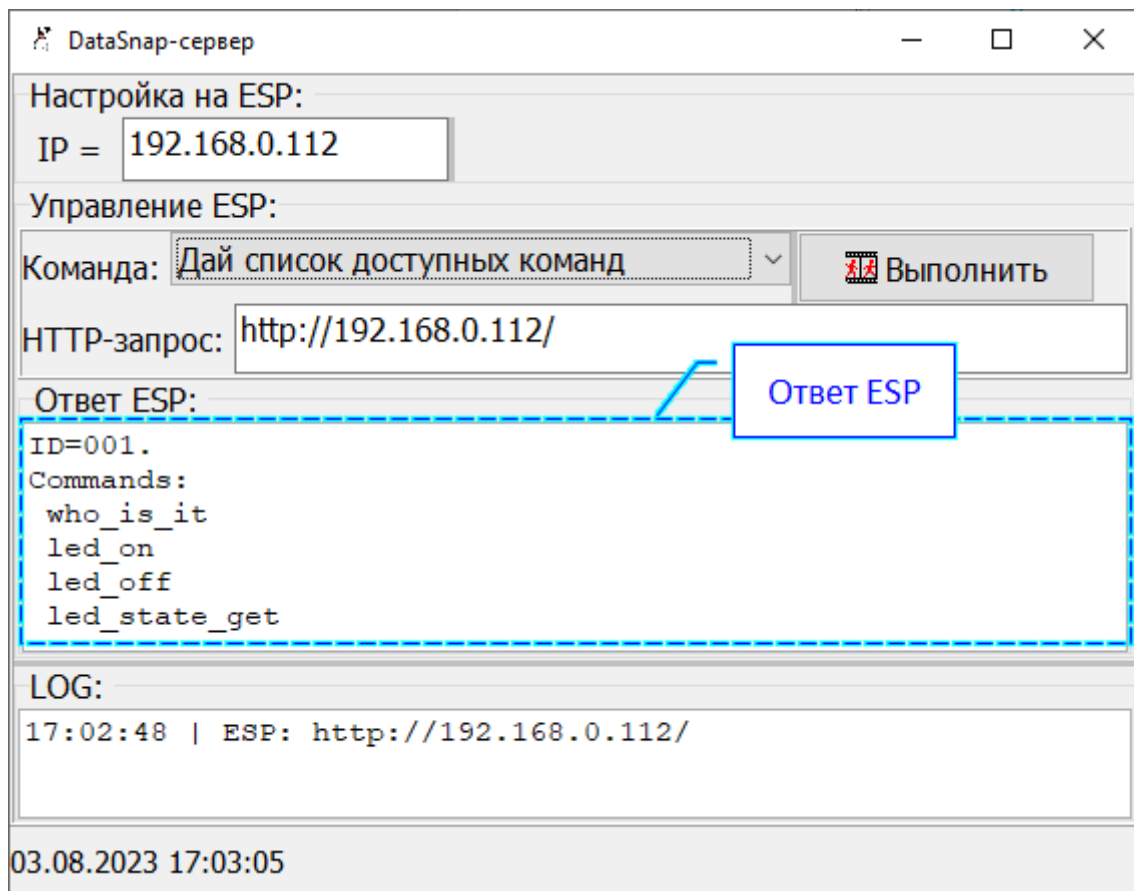 DataSnap-сервер
Настройка на ESP:
IP = 192.168.0.112
Управление ESP:
Команда: Дай список доступных команд Выполнить
HTTP-запрос: http://192.168.0.112/
Ответ ESP
Ответ ESP:
ID=001.
Commands:
who_is_it
led_on
led_off
led_state_get
LOG:
17:02:48 | ESP: http://192.168.0.112/
03.08.2023 17:03:05